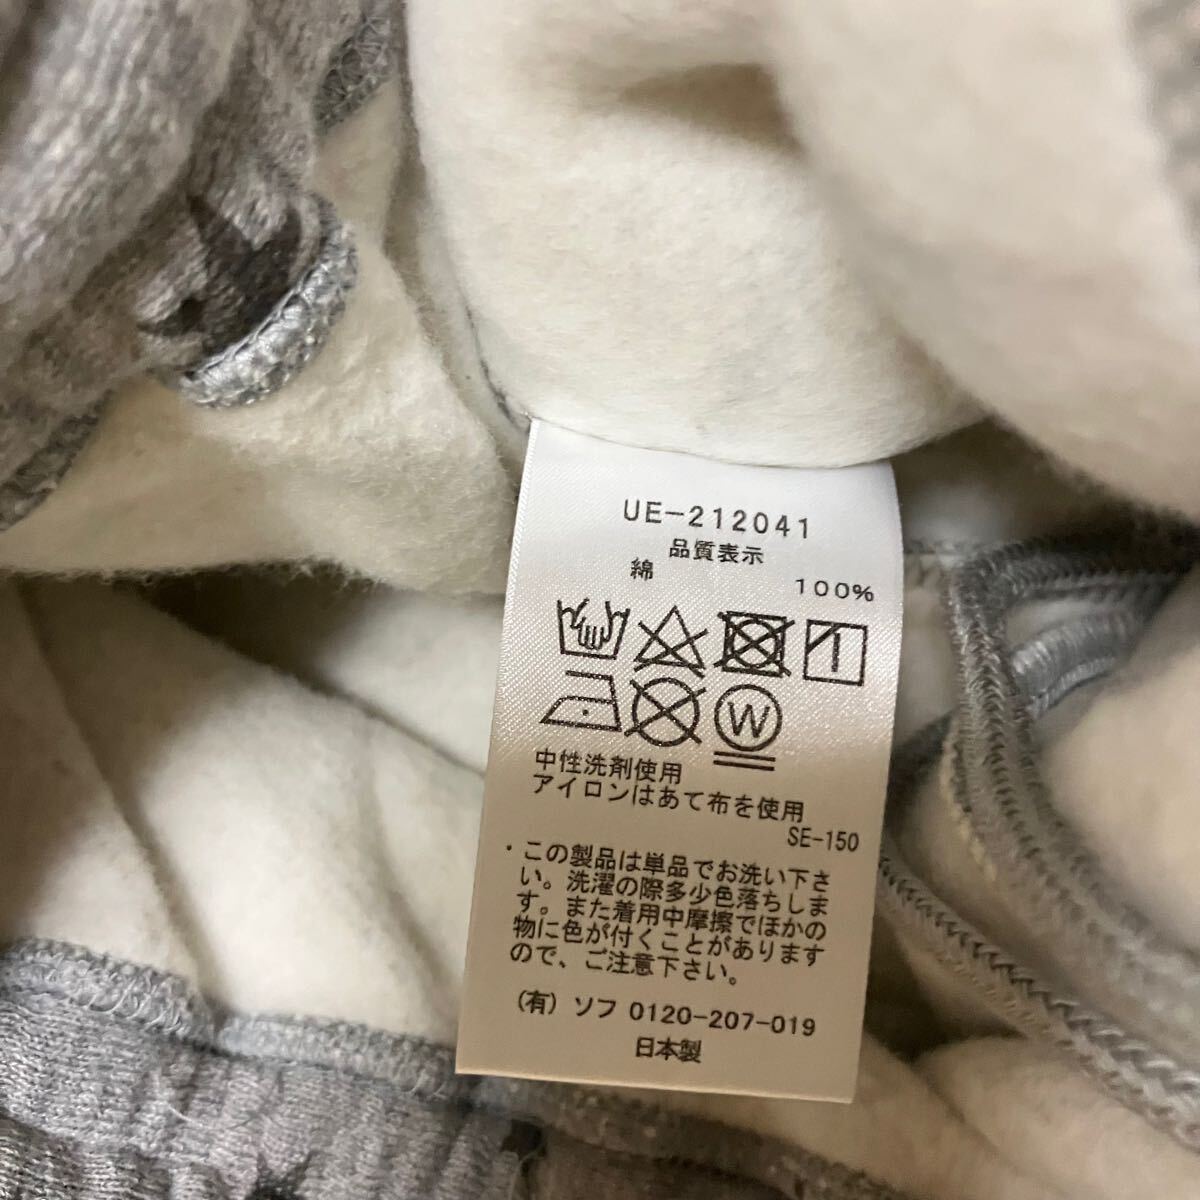 UE-212041
品質表示
綿 100%
W
中性洗剤使用
アイロンはあて布を使用
SE-150
・この製品は単品でお洗い下さ
い。洗濯の際多少色落ちしま
す。また着用中摩擦でほかの
物に色が付くことがあります
ので、ご注意下さい。
(有) ソフ 0120-207-019
日本製